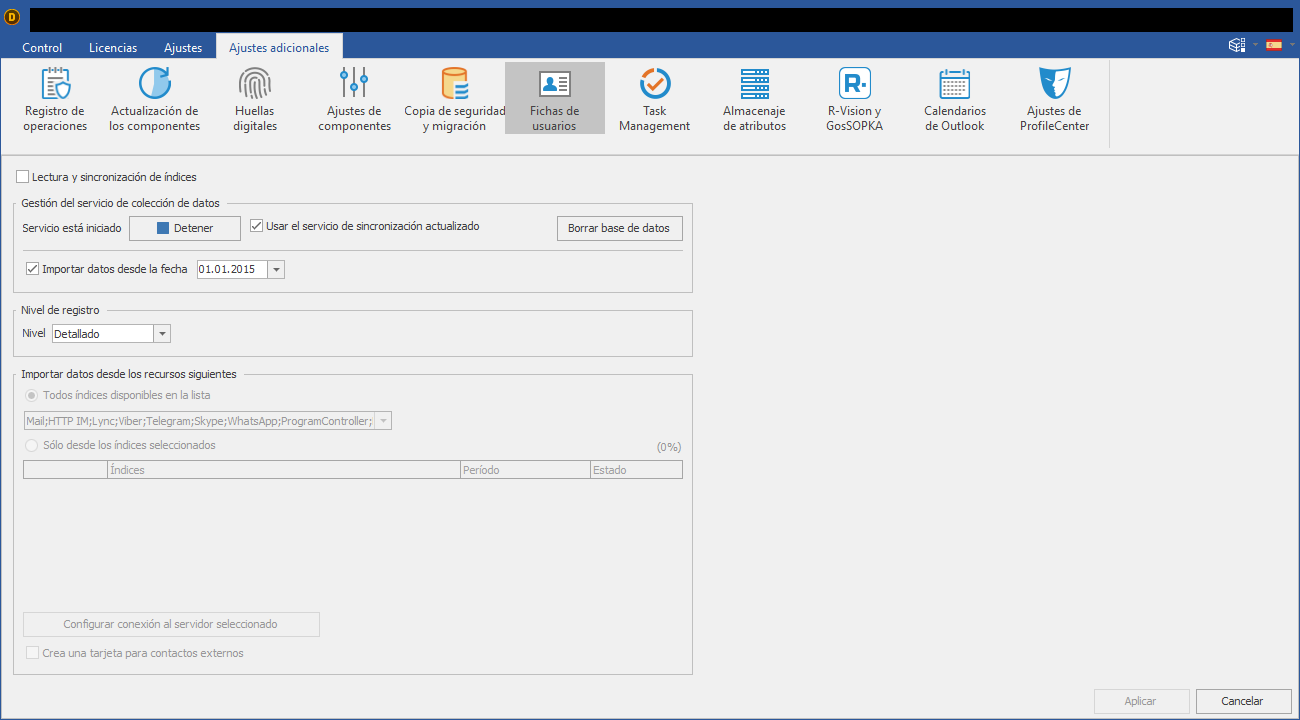 D
Control Licencias Ajustes Ajustes adicionales
Registro de operaciones
Actualización de los componentes
Huellas digitales
Ajustes de componentes
Copia de seguridad y migración
Fichas de usuarios
Task Management
Almacenaje de atributos
R-Vision y GosSOPKA
Calendarios de Outlook
Ajustes de ProfileCenter
Lectura y sincronización de índices
Gestión del servicio de colección de datos
Servicio está iniciado Detener Usar el servicio de sincronización actualizado Borrar base de datos
Importar datos desde la fecha 01.01.2015
Nivel de registro
Nivel Detallado
Importar datos desde los recursos siguientes
Todos índices disponibles en la lista
Mail;HTTP IM;Lync;Viber;Telegram;Skype;WhatsApp;ProgramController;
Sólo desde los índices seleccionados (0%)
Índices Período Estado
Configurar conexión al servidor seleccionado
Crea una tarjeta para contactos externos
Aplicar Cancelar